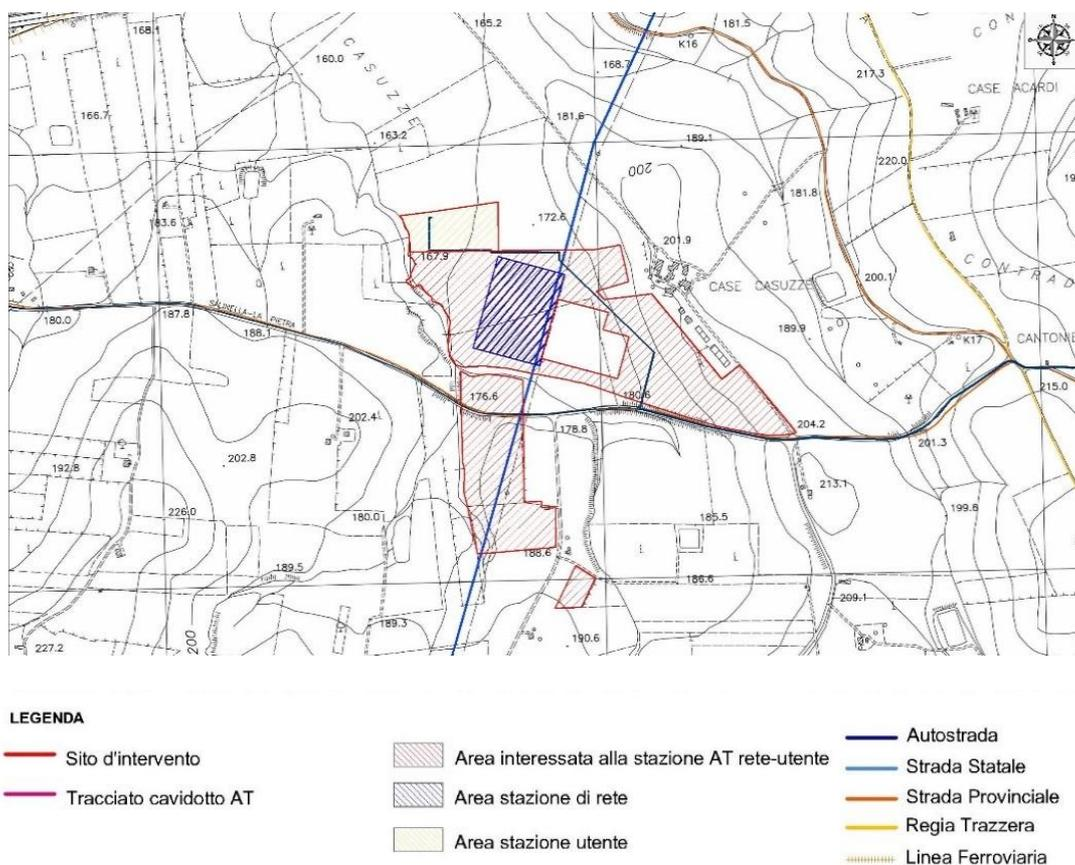 165.2
181.5
CON
168.1
K16
160.0
168.7
217.3
CASUZZE
CASE ACARDI
166.7
181.6
163.2
189.1
220.0
200
181.8
183.6
172.6
201.9
CONTRAD
167.9
200.1
CASE CASUZZE
180.0
187.8
SALINELLA-LA PIETRA
188.1
189.9
K17
CANTONIE
180.6
215.0
176.6
202.4
178.8
204.2
201.3
202.8
192.8
213.1
226.0
180.0
185.5
199.8
188.6
189.5
186.6
209.1
189.3
190.6
200
227.2
LEGENDA
Sito d'intervento
Tracciato cavidotto AT
Area interessata alla stazione AT rete-utente
Area stazione di rete
Area stazione utente
Autostrada
Strada Statale
Strada Provinciale
Regia Trazzera
Linea Ferroviaria